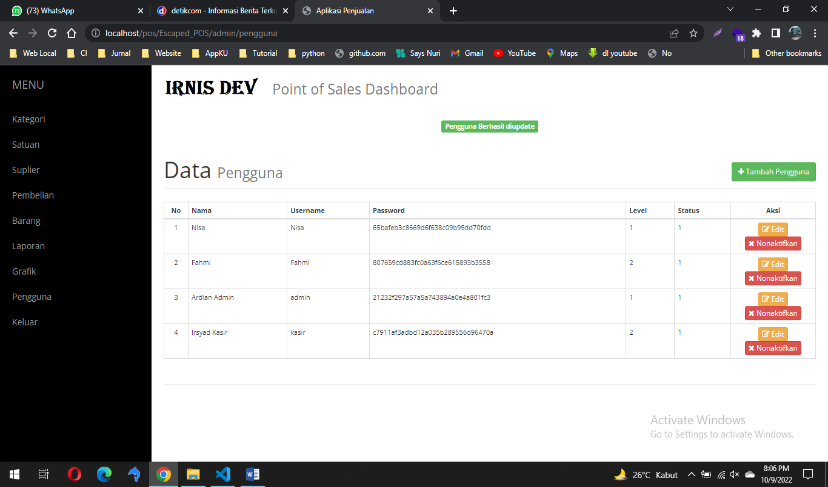 (73) WhatsApp
detikcom - Informasi Berita Terki
Aplikasi Penjualan
localhost/pos/Escaped_POS/admin/pengguna
18
Web Local CI Jurnal Website AppKU Tutorial python github.com Says Nuri Gmail YouTube Maps dl youtube No Other bookmarks
MENU
Kategori
Satuan
Suplier
Pembelian
Barang
Laporan
Grafik
Pengguna
Keluar
IRNIS DEV Point of Sales Dashboard
Pengguna Berhasil diupdate
Data Pengguna
Tambah Pengguna
No Nama Username Password Level Status Aksi
1 Nisa Nisa 65bafeb3c8669d6f638c09b95dd70fdd 1 1 Edit
Nonaktifkan
2 Fahmi Fahmi 807659cd883fc0a63f6ce615893b3558 2 1 Edit
Nonaktifkan
3 Ardian Admin admin 21232f297a57a5a743894a0e4a801fc3 1 1 Edit
Nonaktifkan
4 Irsyad Kasir kasir c7911af3adbd12a035b289556d96470a 2 1 Edit
Nonaktifkan
Activate Windows
Go to Settings to activate Windows.
26°C Kabut
8:06 PM
10/9/2022